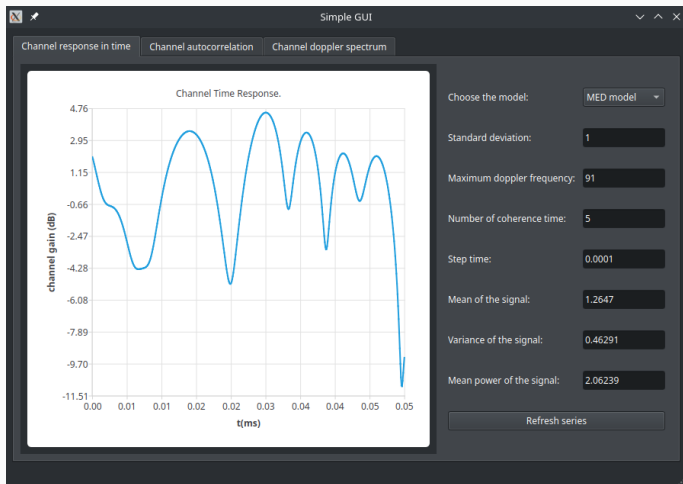 Simple GUI
Channel response in time
Channel autocorrelation
Channel doppler spectrum
Channel Time Response.
4.76
2.95
1.15
-0.66
-2.47
-4.28
-6.08
-7.89
-9.70
-11.51
channel gain (dB)
0.00 0.01 0.01 0.02 0.02 0.03 0.04 0.04 0.05 0.05
t(ms)
Choose the model: MED model
Standard deviation: 1
Maximum doppler frequency: 91
Number of coherence time: 5
Step time: 0.0001
Mean of the signal: 1.2647
Variance of the signal: 0.46291
Mean power of the signal: 2.06239
Refresh series